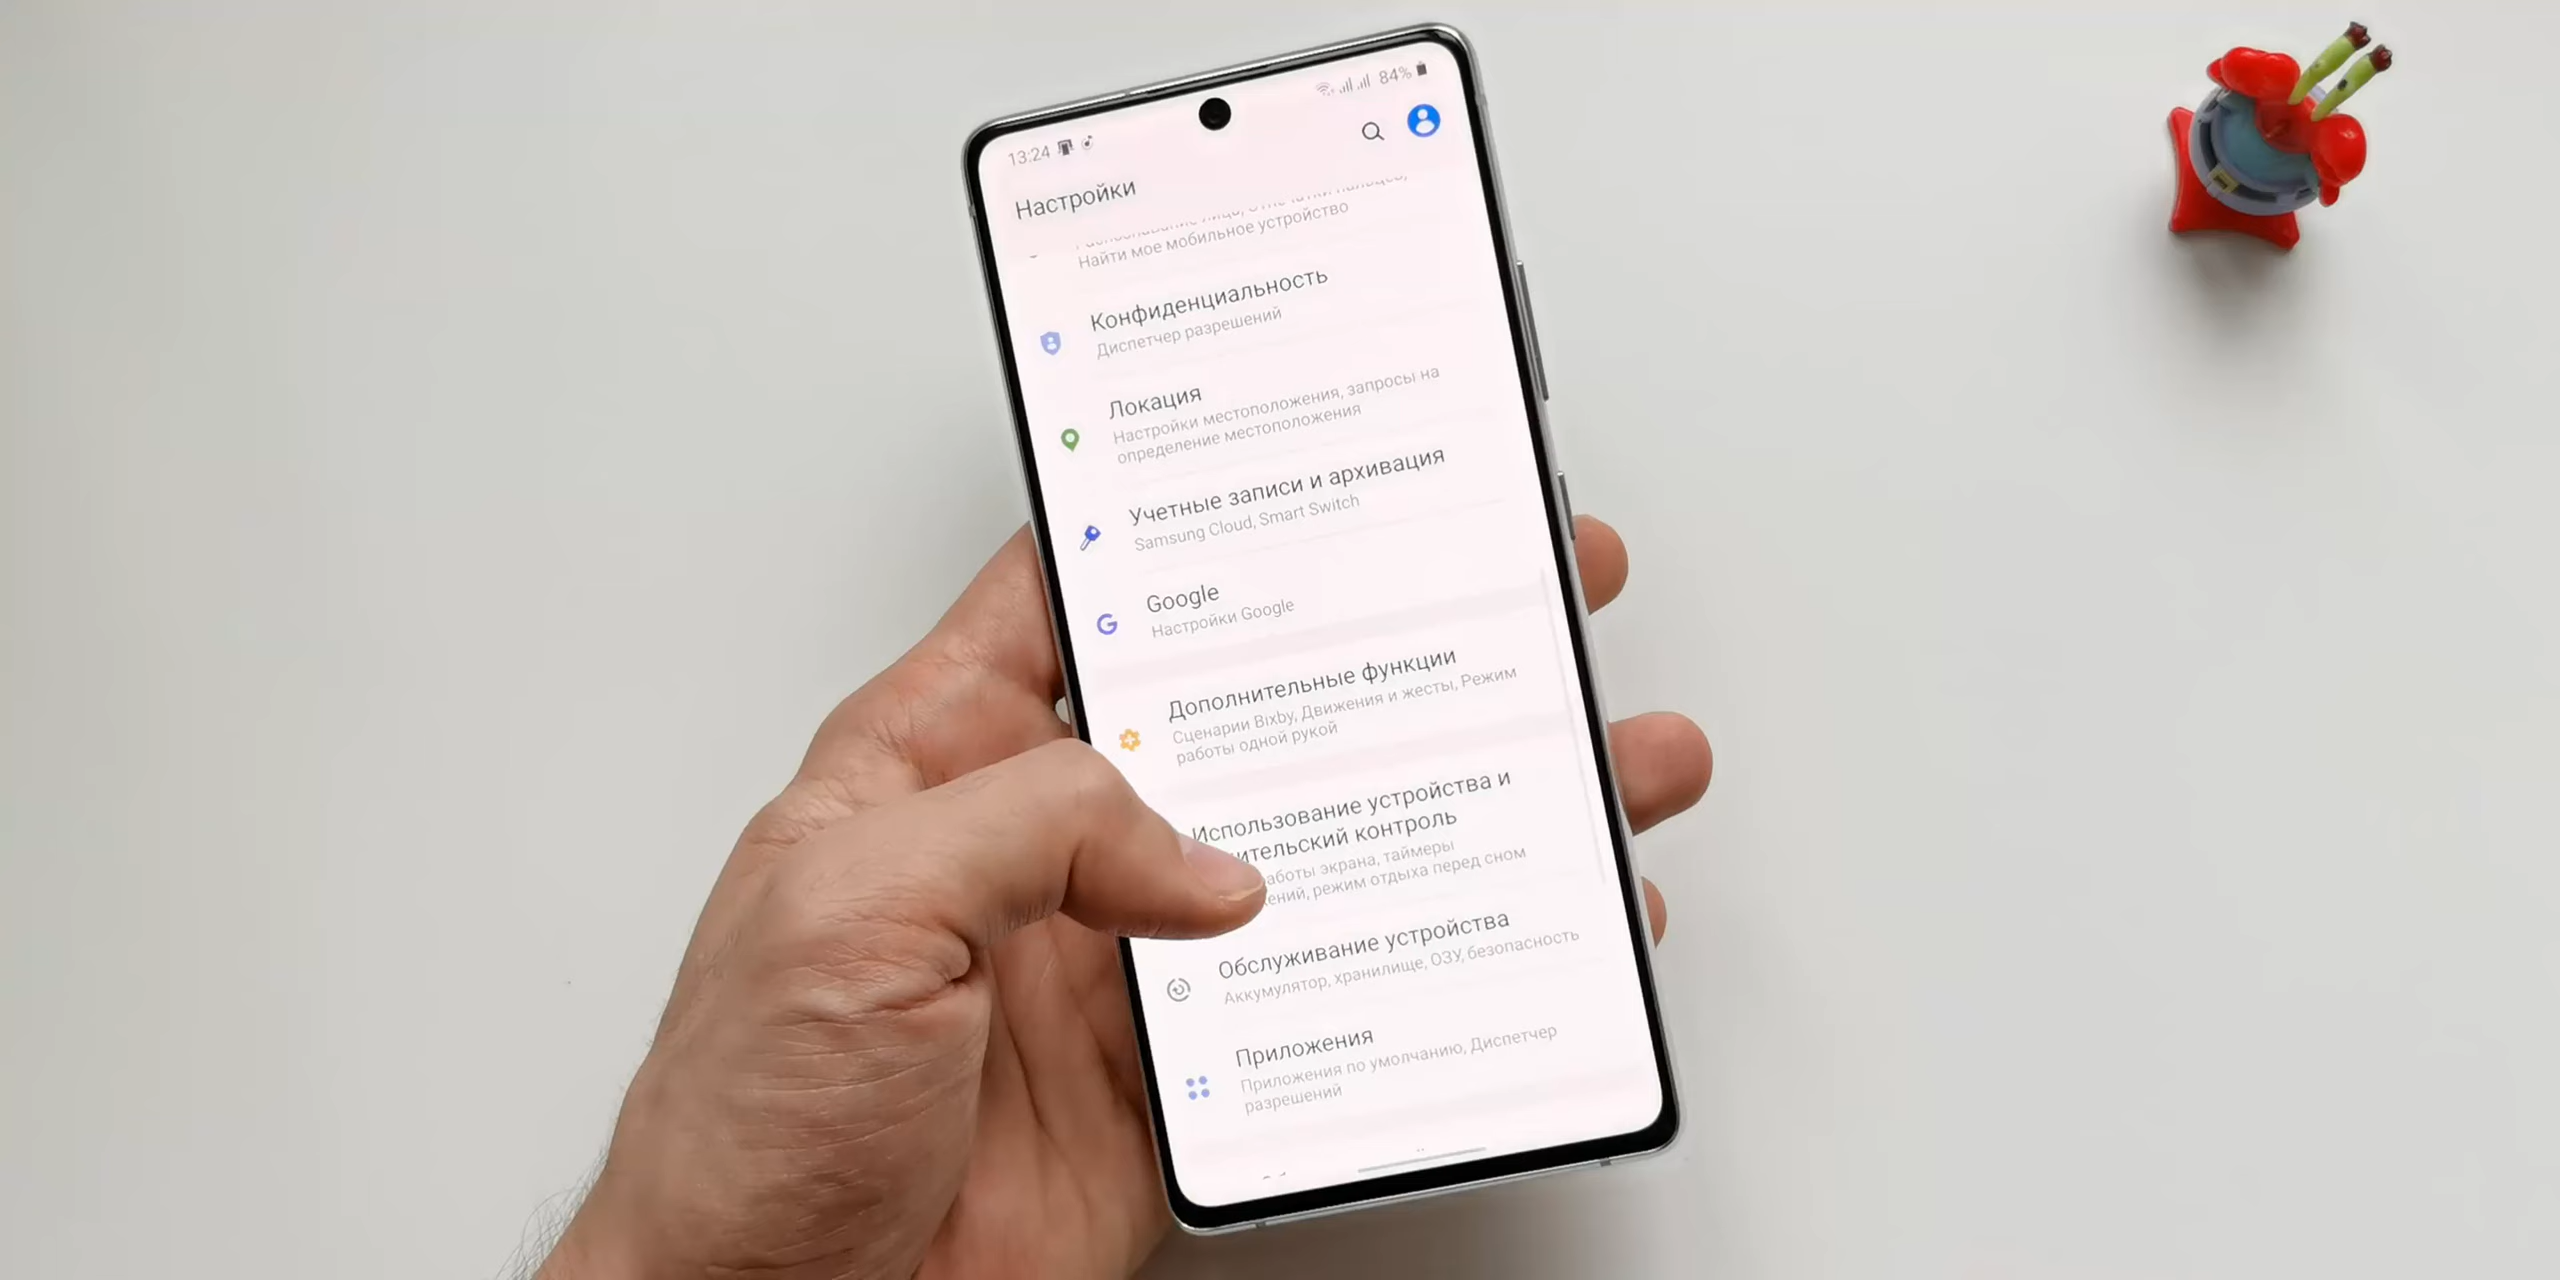 13:24
84%
Настройки
Найти мое мобильное устройство
Конфиденциальность
Диспетчер разрешений
Локация
Настройки местоположения, запросы на
определение местоположения
Учетные записи и архивация
Samsung Cloud, Smart Switch
Google
Настройки Google
Дополнительные функции
Сценарии Bixby, Движения и жесты, Режим
работы одной рукой
Использование устройства и
контроль
экрана, таймеры
режим отдыха перед сном
Обслуживание устройства
Аккумулятор, хранилище, ОЗУ, безопасность
Приложения
Приложения по умолчанию, Диспетчер
разрешений